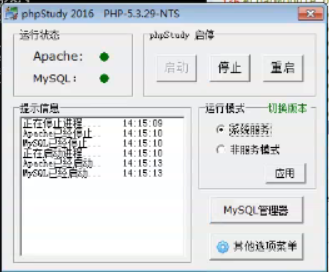 phpStudy 2016 PHP-5.3.29-NTS
运行状态
phpStudy 启停
Apache:
MySQL:
启动
停止
重启
提示信息
正在停止进程... 14:15:09
Apache已经停止... 14:15:10
MySQL已经停止... 14:15:10
正在启动进程... 14:15:10
Apache已经启动... 14:15:13
MySQL已经启动... 14:15:13
运行模式
切换版本
系统服务
非服务模式
应用
MySQL管理器
其他选项菜单